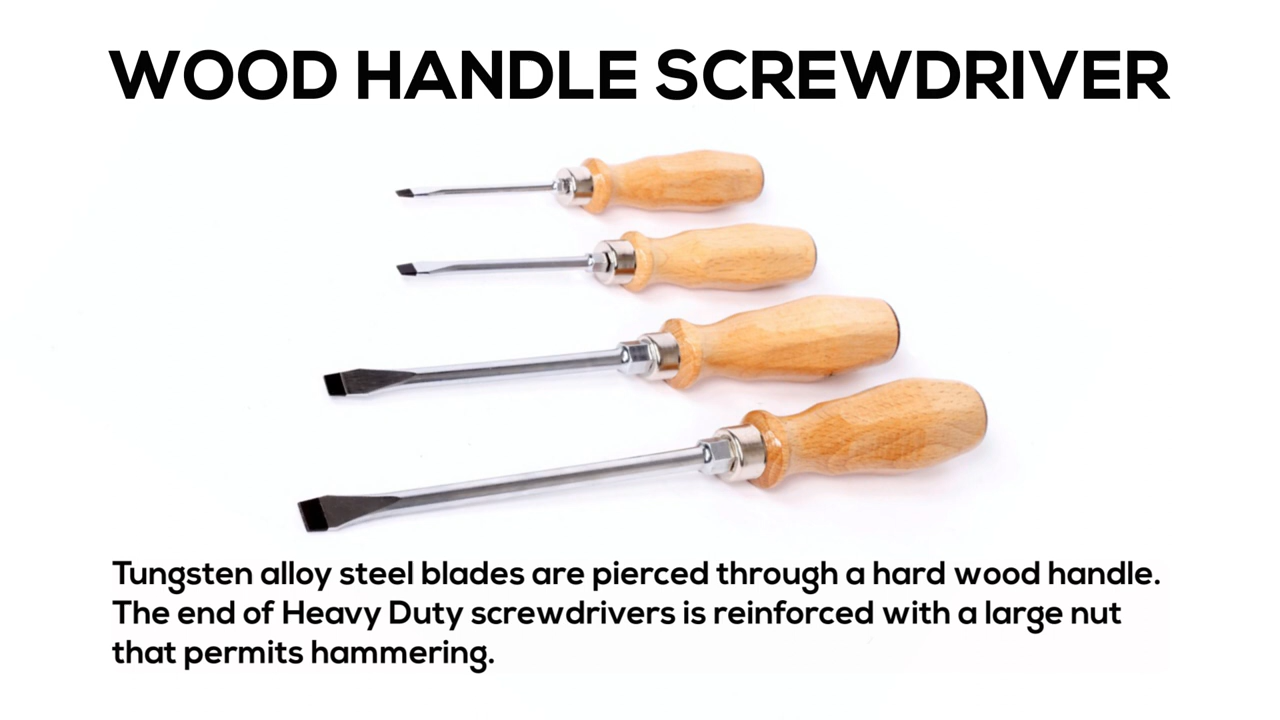 WOOD HANDLE SCREWDRIVER
Tungsten alloy steel blades are pierced through a hard wood handle.
The end of Heavy Duty screwdrivers is reinforced with a large nut
that permits hammering.